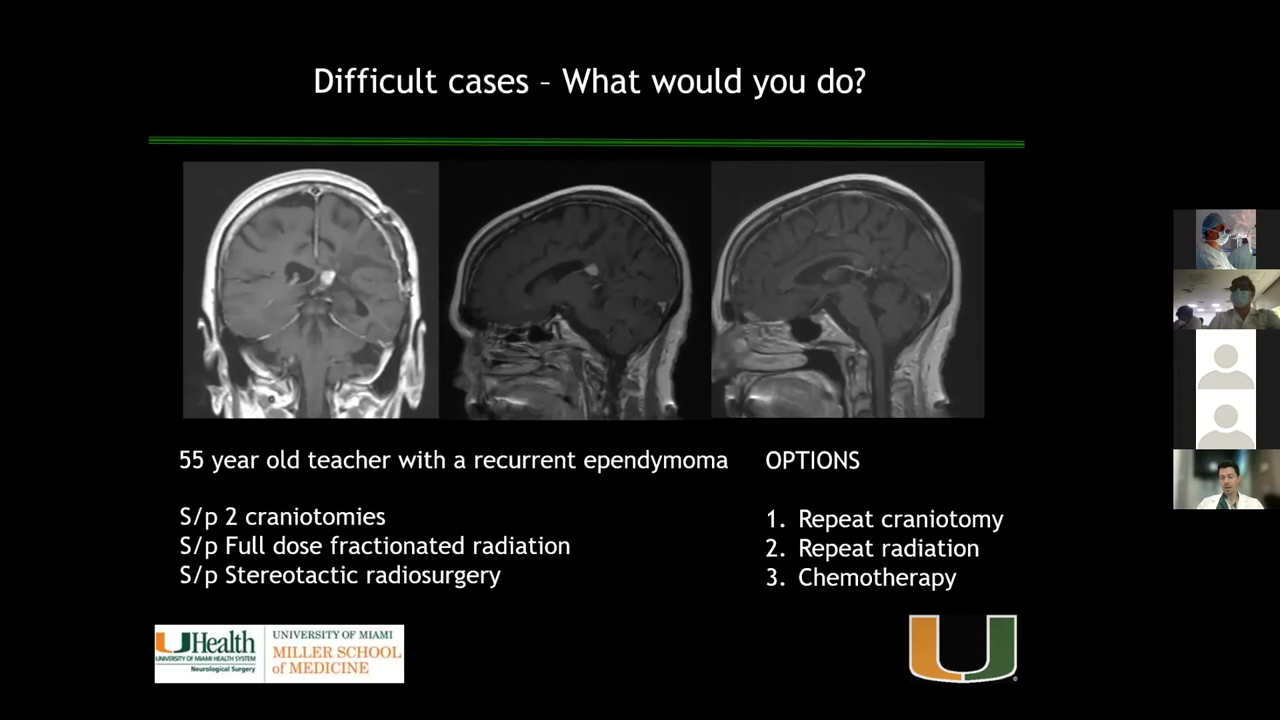 Difficult cases – What would you do?
55 year old teacher with a recurrent ependymoma
S/p 2 craniotomies
S/p Full dose fractionated radiation
S/p Stereotactic radiosurgery
OPTIONS
1. Repeat craniotomy
2. Repeat radiation
3. Chemotherapy
UHealth
UNIVERSITY OF MIAMI HEALTH SYSTEM
Neurological Surgery
UNIVERSITY OF MIAMI
MILLER SCHOOL
of MEDICINE